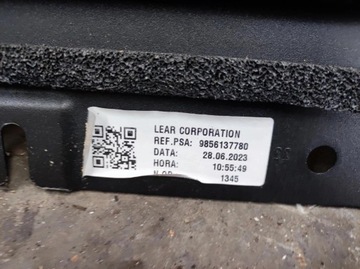 LEAR CORPORATION
REF.PSA: 9856137780
DATA: 28.06.2023
HORA: 10:55:49
1345